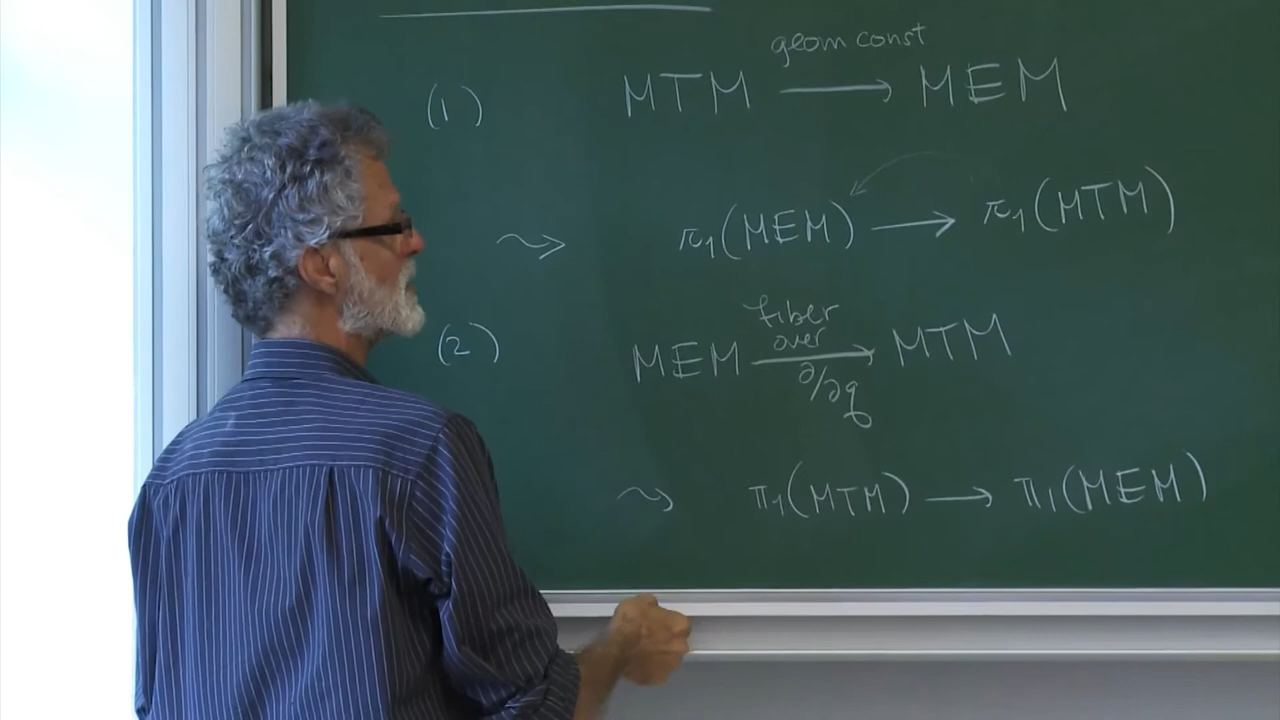 geom const
(1) MTM → MEM
⇝ π₁(MEM) → π₁(MTM)
fiber
over
(2) MEM → MTM
∂/∂q
⇝ π₁(MTM) → π₁(MEM)